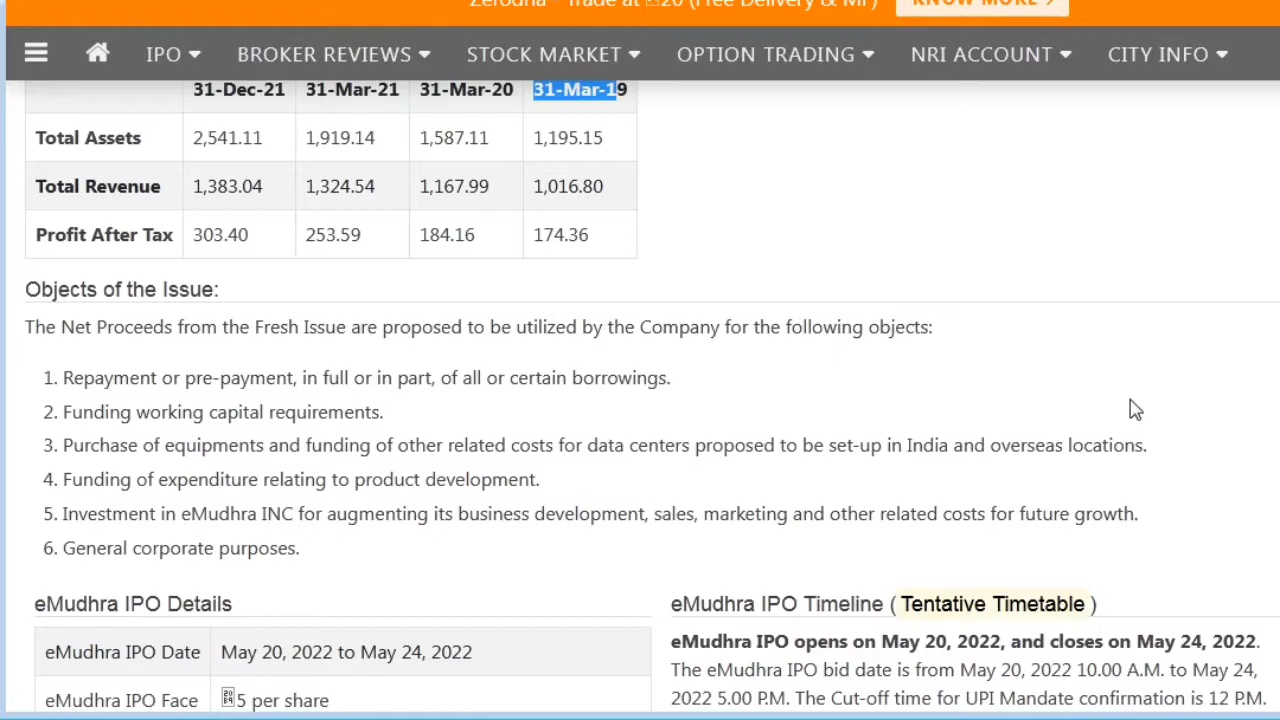 Zerodha - Trade at 20 (Free Delivery & MF) KNOW MORE
IPO BROKER REVIEWS STOCK MARKET OPTION TRADING NRI ACCOUNT CITY INFO
31-Dec-21 31-Mar-21 31-Mar-20 31-Mar-19
Total Assets 2,541.11 1,919.14 1,587.11 1,195.15
Total Revenue 1,383.04 1,324.54 1,167.99 1,016.80
Profit After Tax 303.40 253.59 184.16 174.36
Objects of the Issue:
The Net Proceeds from the Fresh Issue are proposed to be utilized by the Company for the following objects:
1. Repayment or pre-payment, in full or in part, of all or certain borrowings.
2. Funding working capital requirements.
3. Purchase of equipments and funding of other related costs for data centers proposed to be set-up in India and overseas locations.
4. Funding of expenditure relating to product development.
5. Investment in eMudhra INC for augmenting its business development, sales, marketing and other related costs for future growth.
6. General corporate purposes.
eMudhra IPO Details
eMudhra IPO Date May 20, 2022 to May 24, 2022
eMudhra IPO Face 5 per share
eMudhra IPO Timeline (Tentative Timetable)
eMudhra IPO opens on May 20, 2022, and closes on May 24, 2022.
The eMudhra IPO bid date is from May 20, 2022 10.00 A.M. to May 24,
2022 5.00 P.M. The Cut-off time for UPI Mandate confirmation is 12 P.M.